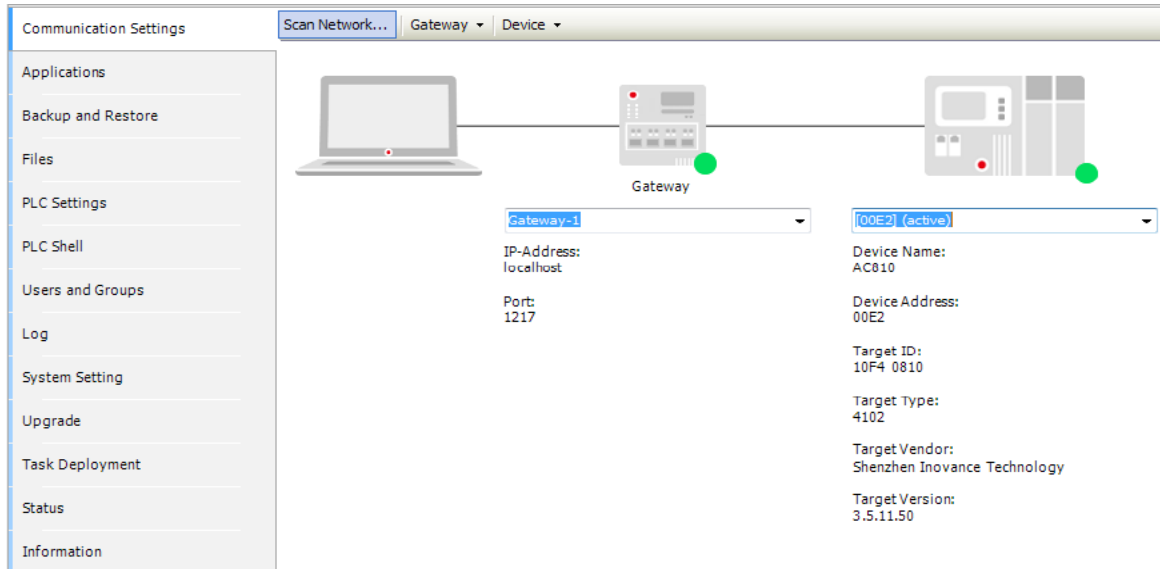 Communication Settings
Applications
Backup and Restore
Files
PLC Settings
PLC Shell
Users and Groups
Log
System Setting
Upgrade
Task Deployment
Status
Information
Scan Network... Gateway Device
Gateway
Gateway-1
IP-Address:
localhost
Port:
1217
[00E2] (active)
Device Name:
AC810
Device Address:
00E2
Target ID:
10F4 0810
Target Type:
4102
Target Vendor:
Shenzhen Inovance Technology
Target Version:
3.5.11.50